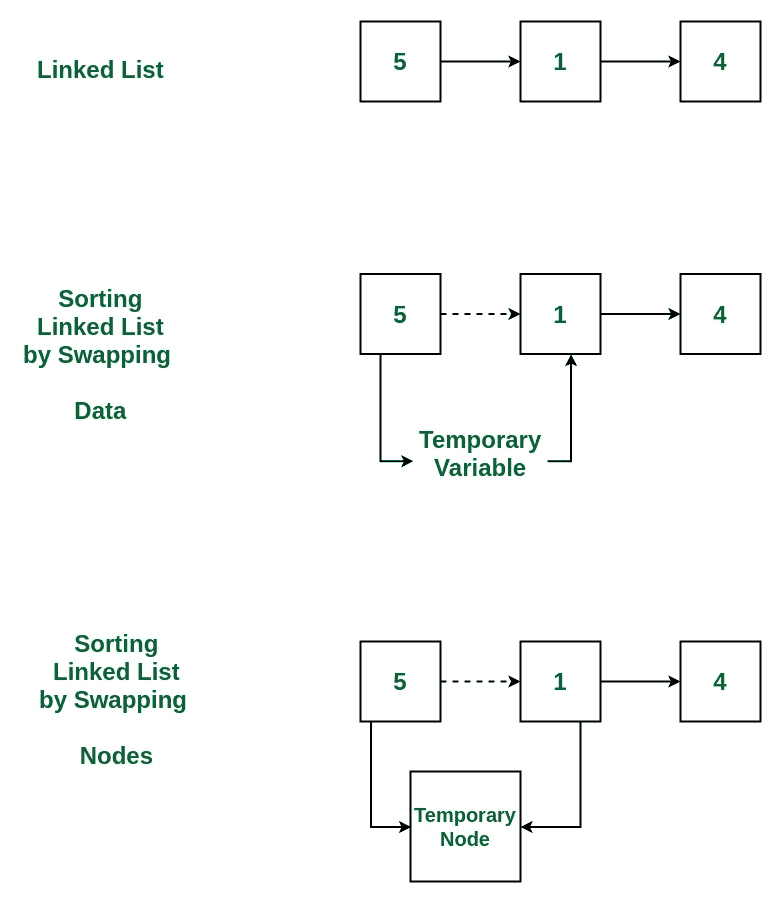 Linked List
5
1
4
Sorting
Linked List
by Swapping
Data
5
1
4
Temporary
Variable
Sorting
Linked List
by Swapping
Nodes
5
1
4
Temporary
Node